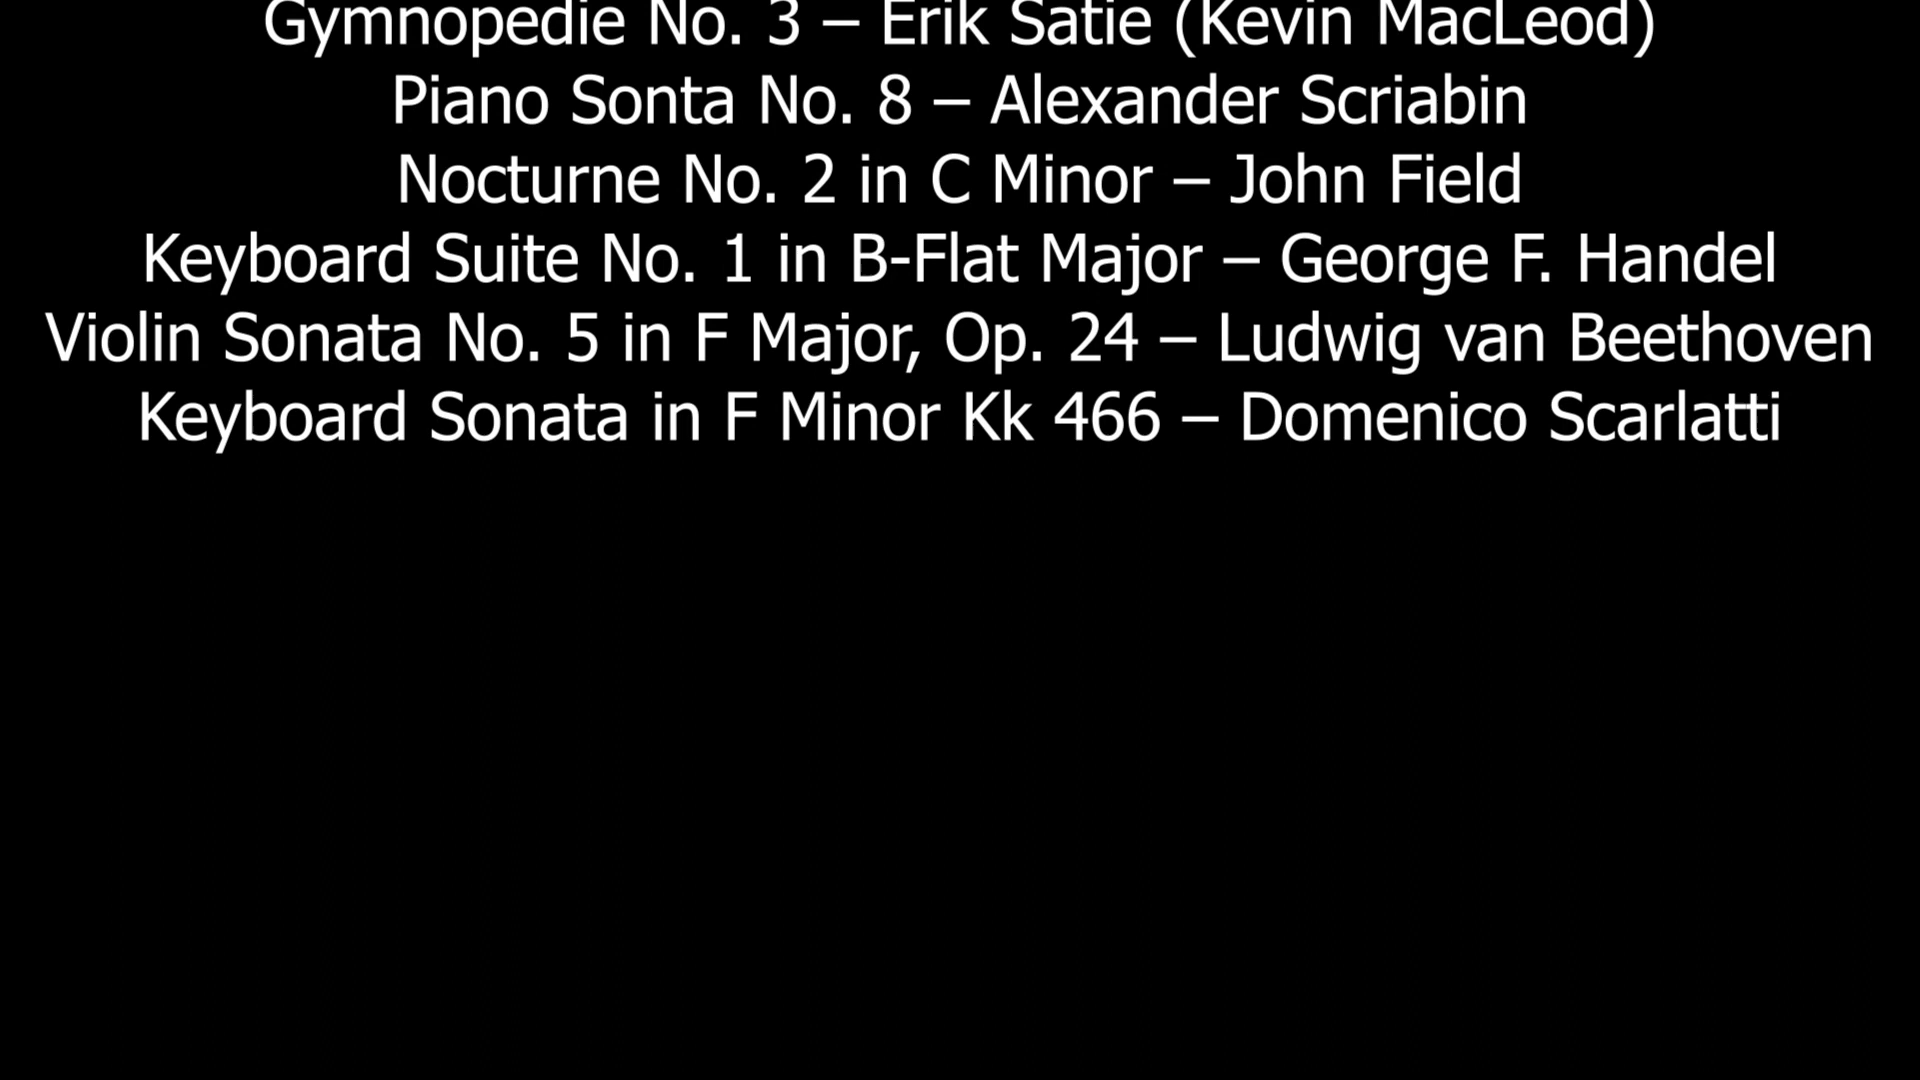 Gymnopedie No. 3 – Erik Satie (Kevin MacLeod)
Piano Sonta No. 8 – Alexander Scriabin
Nocturne No. 2 in C Minor – John Field
Keyboard Suite No. 1 in B-Flat Major – George F. Handel
Violin Sonata No. 5 in F Major, Op. 24 – Ludwig van Beethoven
Keyboard Sonata in F Minor Kk 466 – Domenico Scarlatti